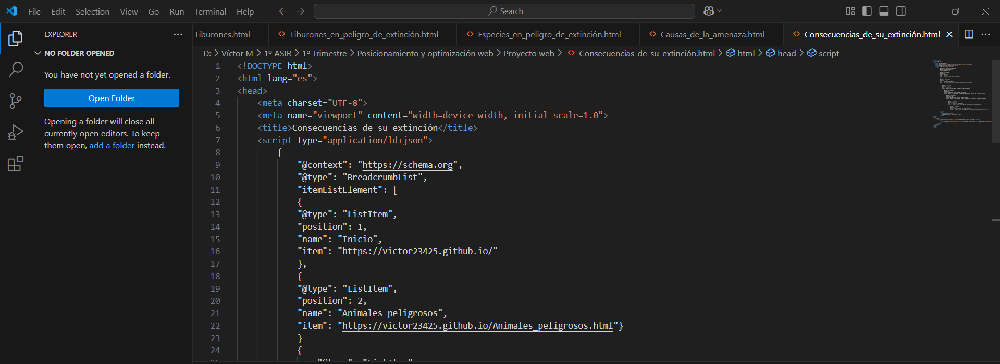 File Edit Selection View Go Run Terminal Help Search
EXPLORER
NO FOLDER OPENED
You have not yet opened a folder.
Open Folder
Opening a folder will close all
currently open editors. To keep
them open, add a folder instead.
Tiburones.html Tiburones_en_peligro_de_extinción.html Especies_en_peligro_de_extinción.html Causas_de_la_amenaza.html Consecuencias_de_su_extinción.html
D: > Víctor M > 1º ASIR > 1º Trimestre > Posicionamiento y optimización web > Proyecto web > Consecuencias_de_su_extinción.html > html > head > script
1 <!DOCTYPE html>
2 <html lang="es">
3 <head>
4 <meta charset="UTF-8">
5 <meta name="viewport" content="width=device-width, initial-scale=1.0">
6 <title>Consecuencias de su extinción</title>
7 <script type="application/ld+json">
8 {
9 "@context": "https://schema.org",
10 "@type": "BreadcrumbList",
11 "itemListElement": [
12 {
13 "@type": "ListItem",
14 "position": 1,
15 "name": "Inicio",
16 "item": "https://victor23425.github.io/"
17 },
18 {
19 "@type": "ListItem",
20 "position": 2,
21 "name": "Animales_peligrosos",
22 "item": "https://victor23425.github.io/Animales_peligrosos.html"}
23 }
24 {
25 "@type": "ListItem"